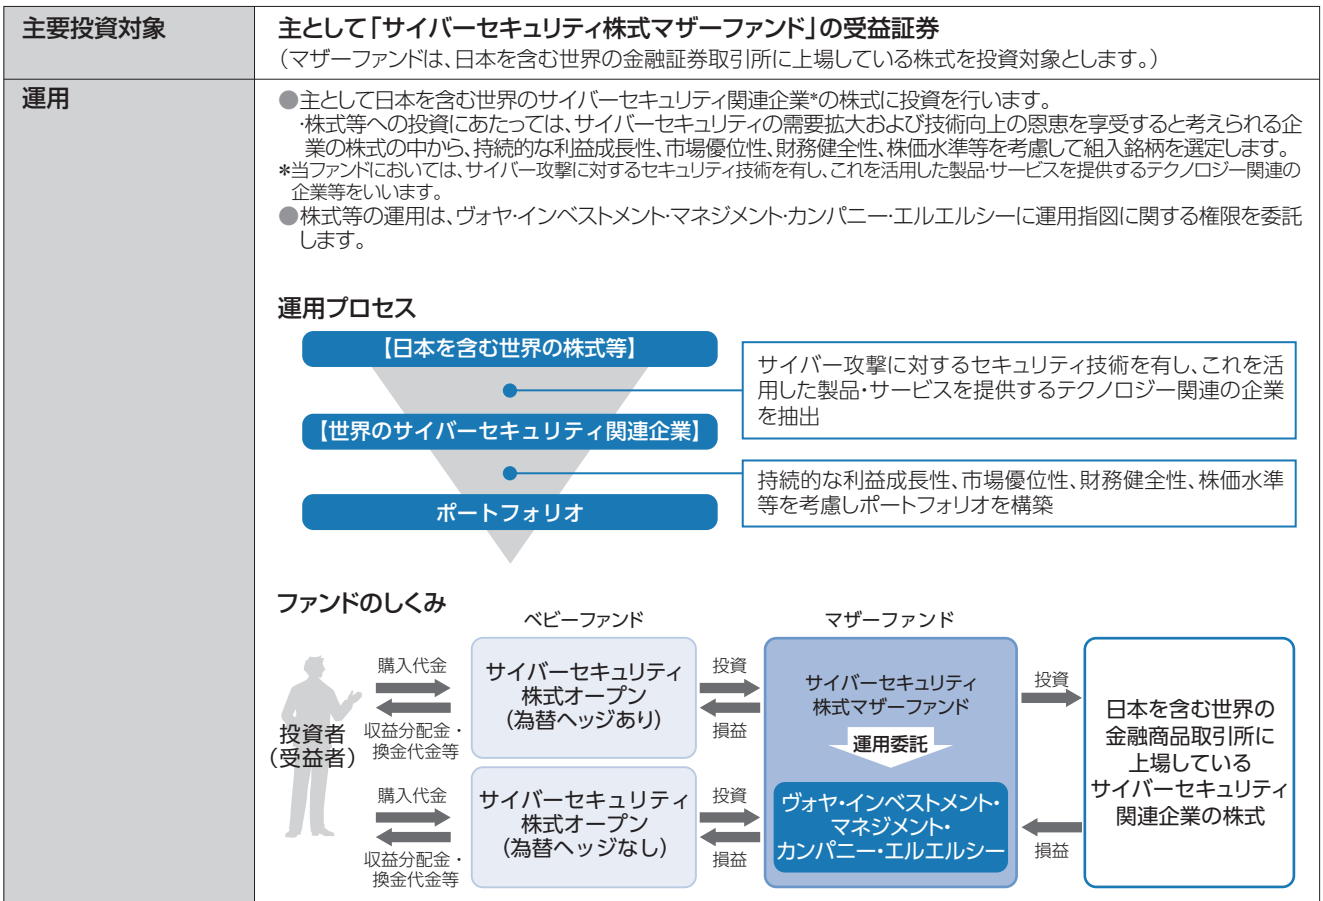 主要投資対象
主として「サイバーセキュリティ株式マザーファンド」の受益証券
（マザーファンドは、日本を含む世界の金融証券取引所に上場している株式を投資対象とします。）
運用
●主として日本を含む世界のサイバーセキュリティ関連企業*の株式に投資を行います。
・株式等への投資にあたっては、サイバーセキュリティの需要拡大および技術向上の恩恵を享受すると考えられる企
業の株式の中から、持続的な利益成長性、市場優位性、財務健全性、株価水準等を考慮して組入銘柄を選定します。
*当ファンドにおいては、サイバー攻撃に対するセキュリティ技術を有し、これを活用した製品・サービスを提供するテクノロジー関連の
企業等をいいます。
●株式等の運用は、ヴォヤ・インベストメント・マネジメント・カンパニー・エルエルシーに運用指図に関する権限を委託
します。
運用プロセス
【日本を含む世界の株式等】
サイバー攻撃に対するセキュリティ技術を有し、これを活
用した製品・サービスを提供するテクノロジー関連の企業
を抽出
【世界のサイバーセキュリティ関連企業】
持続的な利益成長性、市場優位性、財務健全性、株価水準
等を考慮しポートフォリオを構築
ポートフォリオ
ファンドのしくみ
ベビーファンド
マザーファンド
投資者
（受益者）
購入代金
収益分配金・
換金代金等
サイバーセキュリティ
株式オープン
（為替ヘッジあり）
投資
損益
購入代金
収益分配金・
換金代金等
サイバーセキュリティ
株式オープン
（為替ヘッジなし）
投資
損益
サイバーセキュリティ
株式マザーファンド
運用委託
ヴォヤ・インベストメント・
マネジメント・
カンパニー・エルエルシー
投資
損益
日本を含む世界の
金融商品取引所に
上場している
サイバーセキュリティ
関連企業の株式